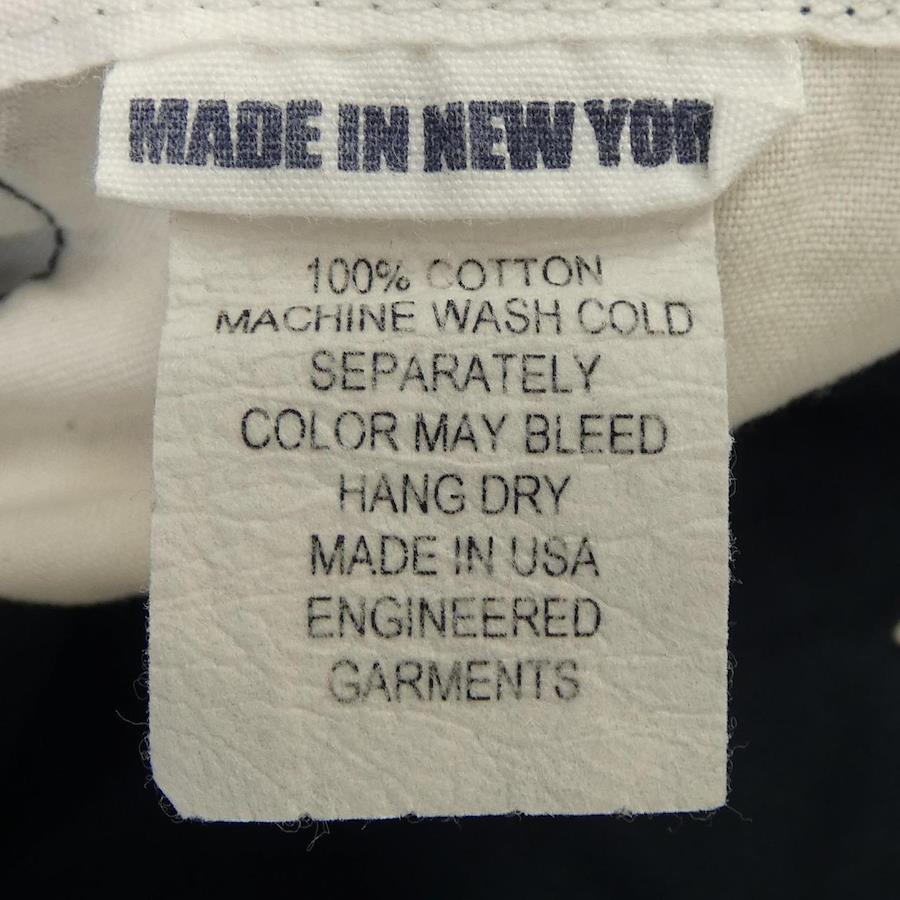 MADE IN NEW YOR
100% COTTON
MACHINE WASH COLD
SEPARATELY
COLOR MAY BLEED
HANG DRY
MADE IN USA
ENGINEERED
GARMENTS